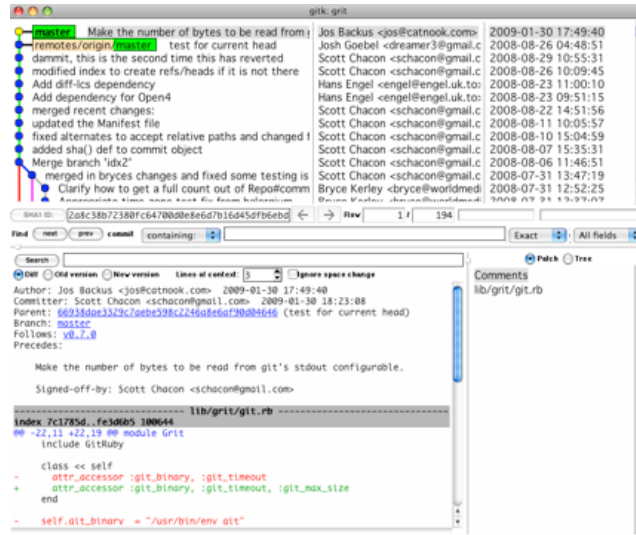 gitk: grit
master Make the number of bytes to be read from g Jos Backus <jos@catnook.com> 2009-01-30 17:49:40
remotes/origin/master test for current head Josh Goebel <dreamer3@gmail.c 2008-08-26 04:48:51
dammit, this is the second time this has reverted Scott Chacon <schacon@gmail.c 2008-08-29 10:55:31
modified index to create refs/heads if it is not there Scott Chacon <schacon@gmail.c 2008-08-26 10:09:45
Add diff-lcs dependency Hans Engel <engel@engel.uk.to> 2008-08-23 11:00:10
Add dependency for Open4 Hans Engel <engel@engel.uk.to> 2008-08-23 09:51:15
merged recent changes: Scott Chacon <schacon@gmail.c 2008-08-22 14:51:56
updated the Manifest file Scott Chacon <schacon@gmail.c 2008-08-11 10:05:57
fixed alternates to accept relative paths and changed f Scott Chacon <schacon@gmail.c 2008-08-10 15:04:59
added sha() def to commit object Scott Chacon <schacon@gmail.c 2008-08-07 15:35:31
Merge branch "idx2" Scott Chacon <schacon@gmail.c 2008-08-06 11:46:51
merged in bryces changes and fixed some testing is Scott Chacon <schacon@gmail.c 2008-07-31 13:47:19
Clarify how to get a full count out of Repo#comm Bryce Kerley <bryce@worldmedi 2008-07-31 12:52:25
SHA1 ID: Row 1 / 194
Find next prev commit containing: Exact All fields
Search Patch Tree
Diff Old version New version Lines of context: 3 Ignore space change Comments
Author: Jos Backus <jos@catnook.com> 2009-01-30 17:49:40 lib/grit/git.rb
Committer: Scott Chacon <schacon@gmail.com> 2009-01-30 18:23:08
Parent: 66938dae3329c7aebe598c2246a8e6af90d04646 (test for current head)
Branch: master
Follows: v0.7.0
Precedes:
Make the number of bytes to be read from git's stdout configurable.
Signed-off-by: Scott Chacon <schacon@gmail.com>
lib/grit/git.rb
index 7c1785d..fe3d6b5 100644
@@ -22,11 +22,19 @@ module Grit
include GitRuby
class << self
- attr_accessor :git_binary, :git_timeout
+ attr_accessor :git_binary, :git_timeout, :git_max_size
end
- self.git_binary = "/usr/bin/env git"